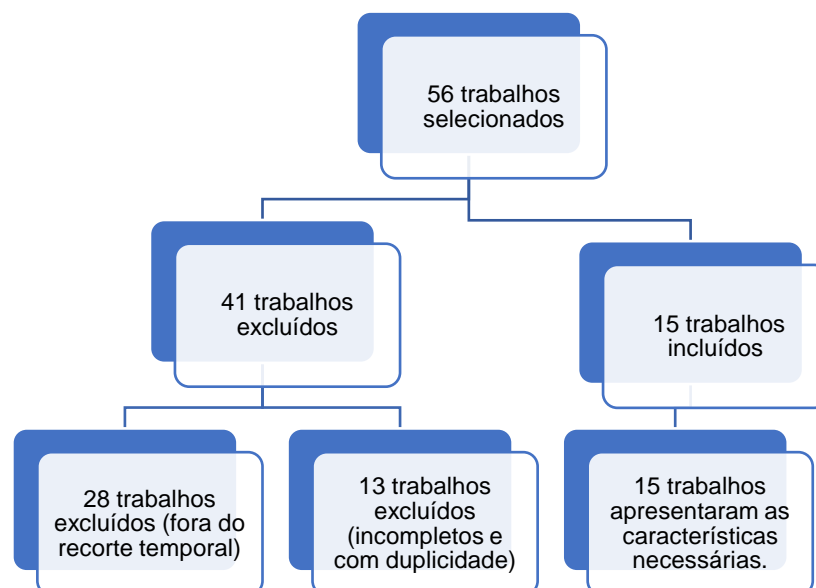 56 trabalhos
selecionados
41 trabalhos
excluídos
15 trabalhos
incluídos
28 trabalhos
excluídos (fora do
recorte temporal)
13 trabalhos
excluídos
(incompletos e
com duplicidade)
15 trabalhos
apresentaram as
características
necessárias.